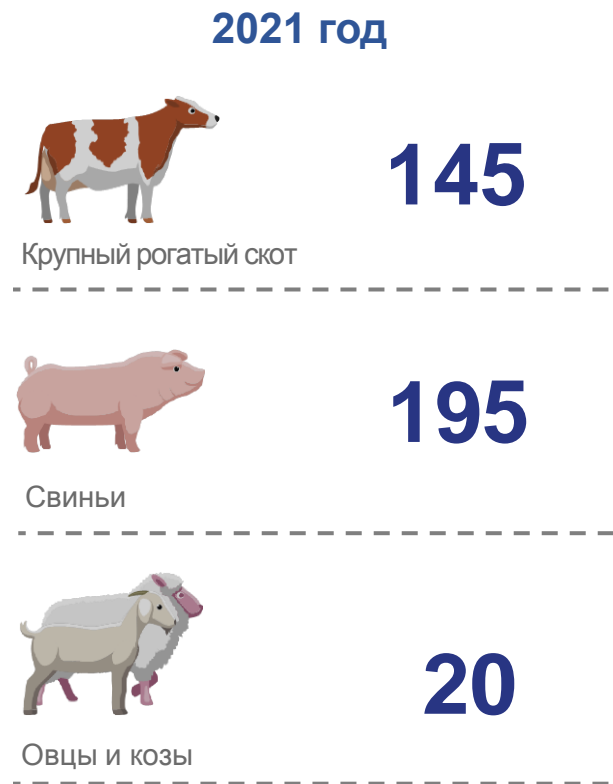 2021 год
145
Крупный рогатый скот
195
Свиньи
20
Овцы и козы